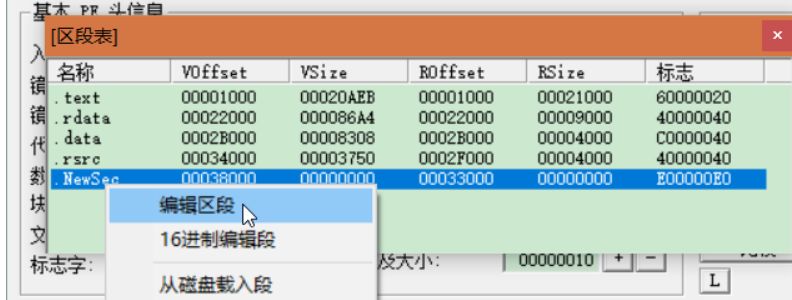 基本 PE 头信息
[区段表]
名称 VOffset VSize ROffset RSize 标志
.text 00001000 00020AEB 00001000 00021000 60000020
.rdata 00022000 000086A4 00022000 00009000 40000040
.data 0002B000 00008308 0002B000 00004000 C0000040
.rsrc 00034000 00003750 0002F000 00004000 40000040
.NewSec 00038000 00000000 00033000 00000000 E00000E0
入
镜
镜
代
数
块
文
编辑区段
16进制编辑段
从磁盘载入段
标志字: 及大小: 00000010 + - L